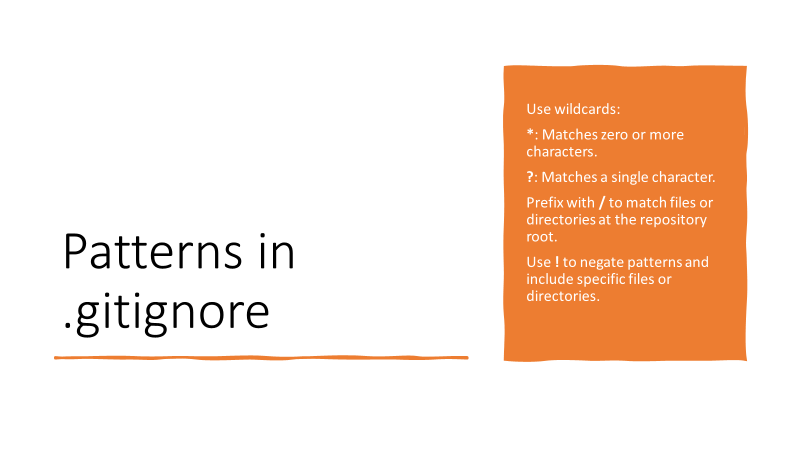 Patterns in
.gitignore
Use wildcards:
*: Matches zero or more
characters.
?: Matches a single character.
Prefix with / to match files or
directories at the repository
root.
Use ! to negate patterns and
include specific files or
directories.